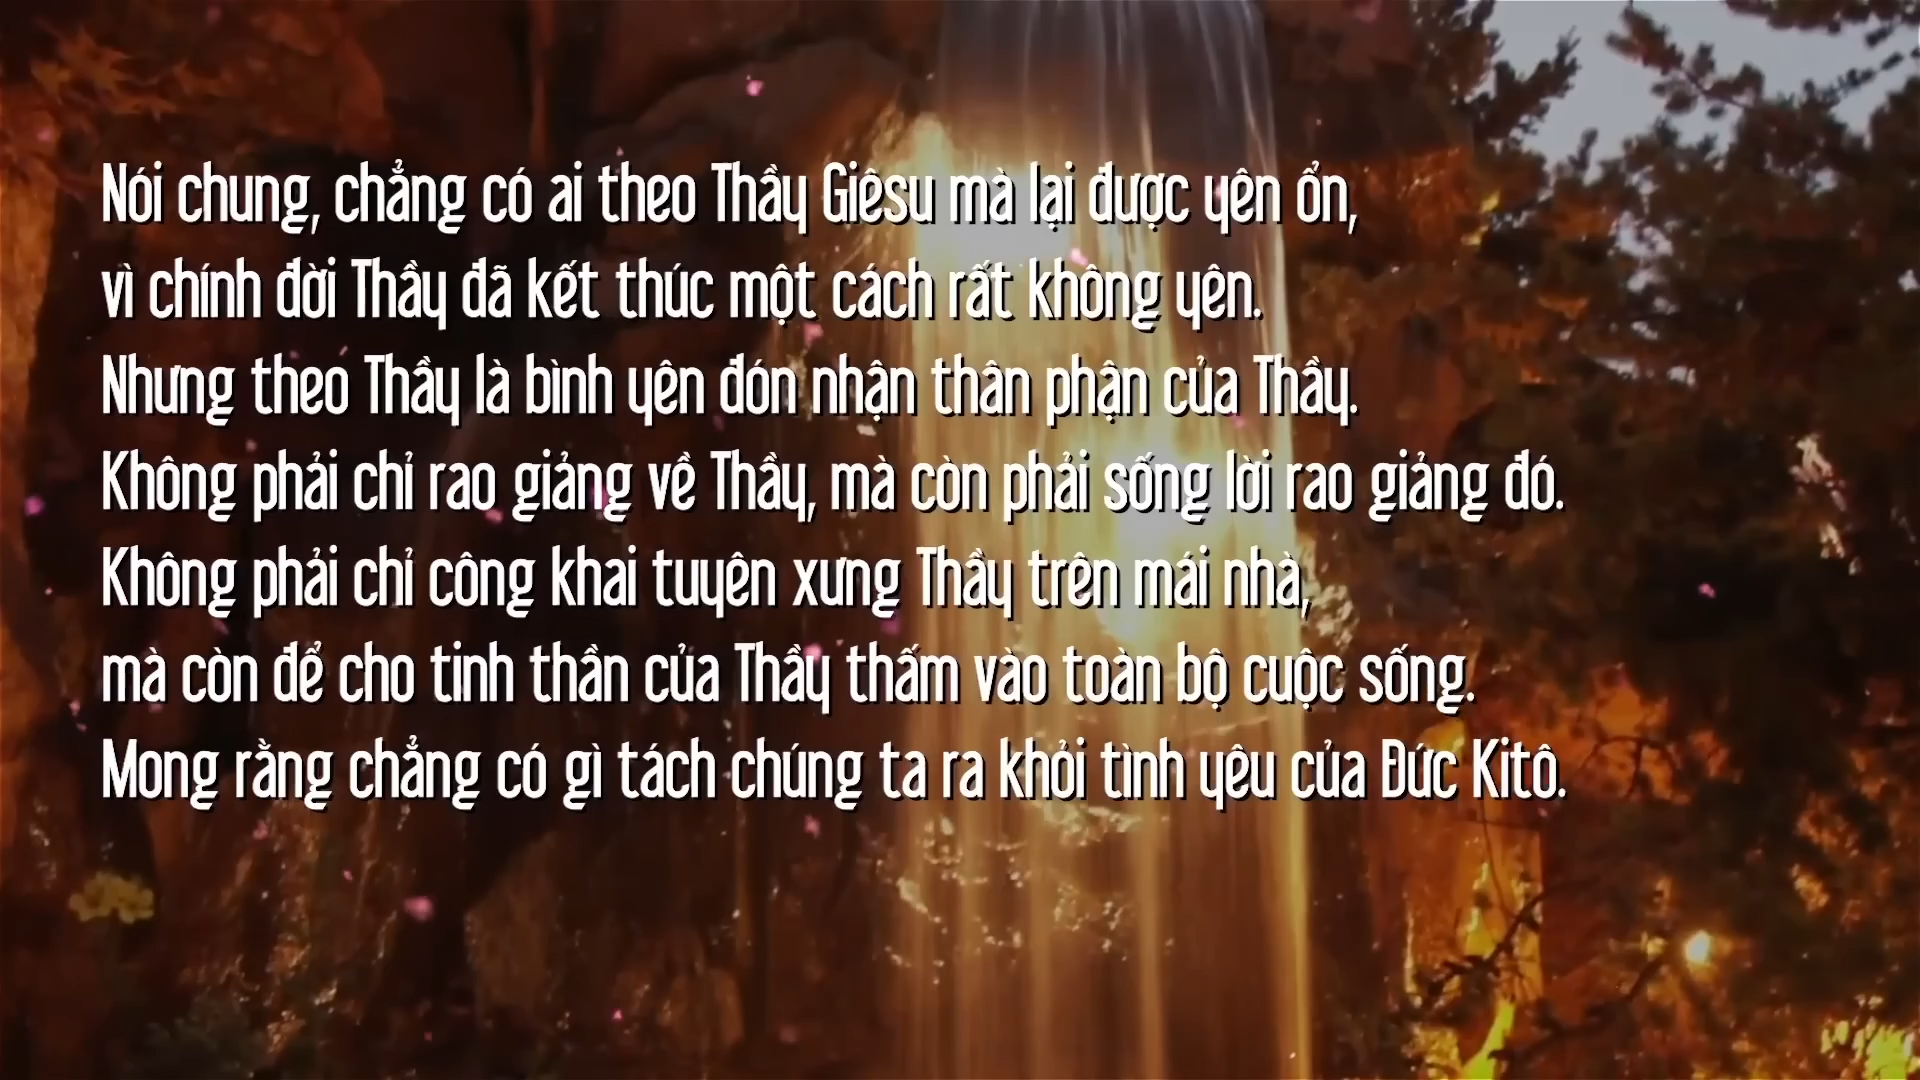 Nói chung, chẳng có ai theo Thầy Giêsu mà lại được yên ổn,
vì chính đời Thầy đã kết thúc một cách rất không yên.
Nhưng theo Thầy là bình yên đón nhận thân phận của Thầy.
Không phải chỉ rao giảng về Thầy, mà còn phải sống lời rao giảng đó.
Không phải chỉ công khai tuyên xưng Thầy trên mái nhà,
mà còn để cho tinh thần của Thầy thấm vào toàn bộ cuộc sống.
Mong rằng chẳng có gì tách chúng ta ra khỏi tình yêu của Đức Kitô.